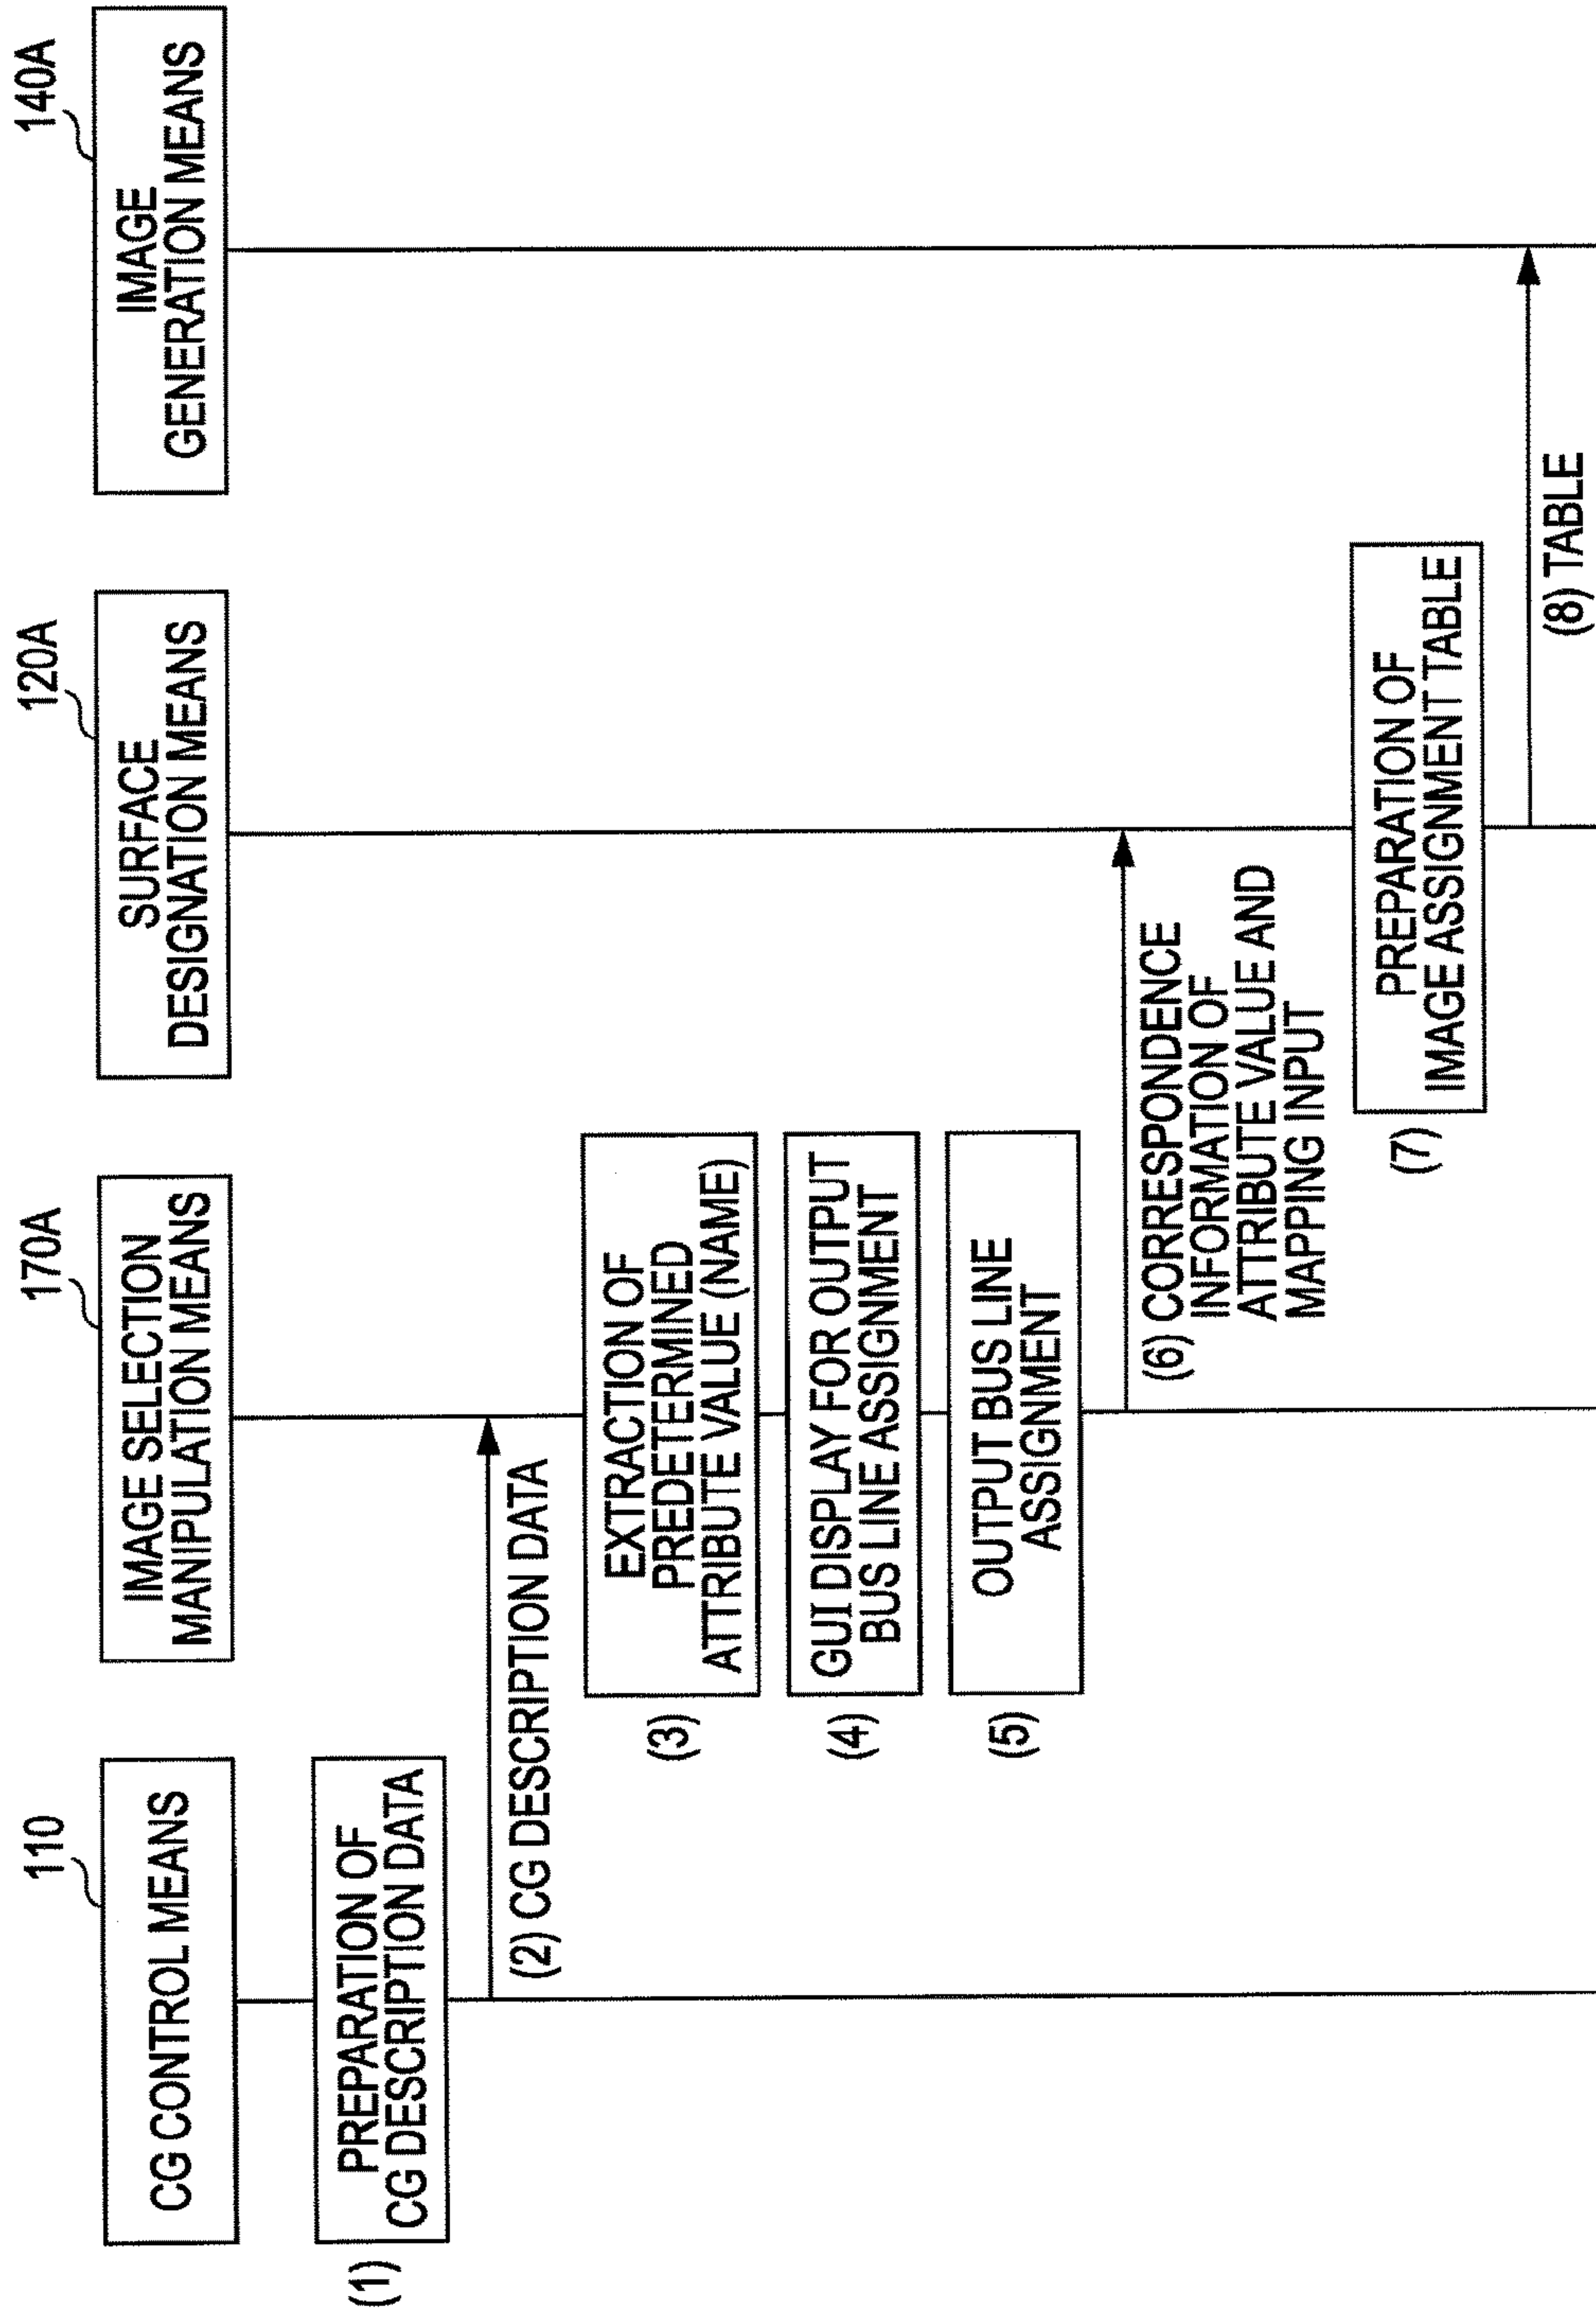 110
CG CONTROL MEANS
170A
IMAGE SELECTION
MANIPULATION MEANS
120A
SURFACE
DESIGNATION MEANS
140A
IMAGE
GENERATION MEANS
(1)
PREPARATION OF
CG DESCRIPTION DATA
(2) CG DESCRIPTION DATA
(3)
EXTRACTION OF
PREDETERMINED
ATTRIBUTE VALUE (NAME)
(4)
GUI DISPLAY FOR OUTPUT
BUS LINE ASSIGNMENT
(5)
OUTPUT BUS LINE
ASSIGNMENT
(6) CORRESPONDENCE
INFORMATION OF
ATTRIBUTE VALUE AND
MAPPING INPUT
(7)
PREPARATION OF
IMAGE ASSIGNMENT TABLE
(8) TABLE